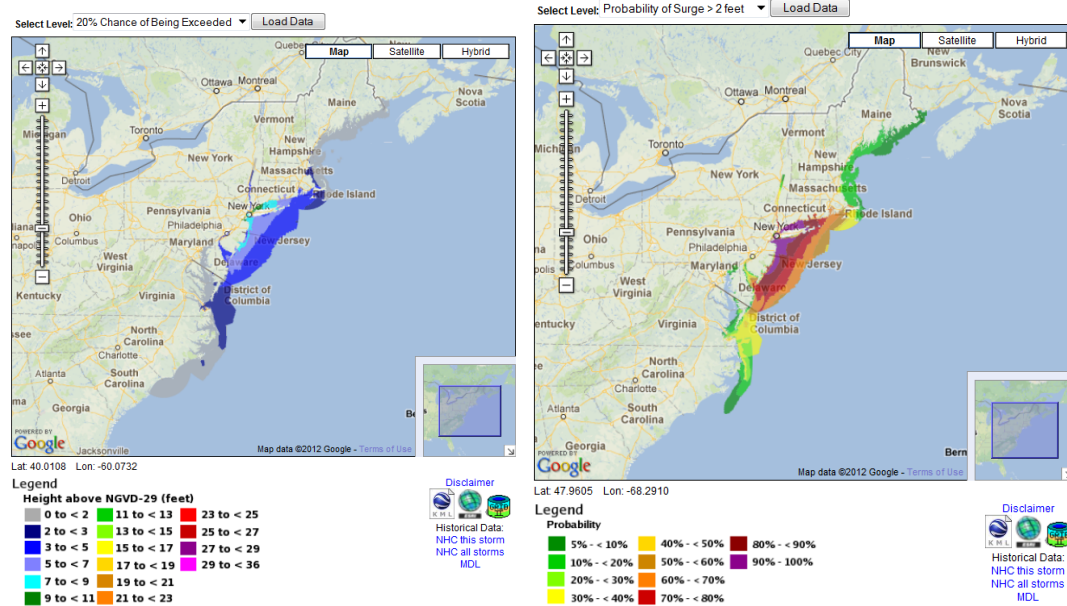 Select Level: 20% Chance of Being Exceeded Load Data
Map Satellite Hybrid
Ottawa Montreal
Maine
Nova
Scotia
Vermont
Toronto
New
Hampshire
New York
Massachusetts
Detroit
Connecticut
Rhode Island
New York
Pennsylvania
Ohio
Philadelphia
Columbus
Maryland
New Jersey
West
Virginia
Delaware
District of
Columbia
Kentucky
Virginia
North
Carolina
Charlotte
Atlanta
South
Carolina
Georgia
POWERED BY
Google
Jacksonville
Map data ©2012 Google - Terms of Use
Lat: 40.0108 Lon: -60.0732
Legend
Height above NGVD-29 (feet)
0 to < 2 11 to < 13 23 to < 25
2 to < 3 13 to < 15 25 to < 27
3 to < 5 15 to < 17 27 to < 29
5 to < 7 17 to < 19 29 to < 36
7 to < 9 19 to < 21
9 to < 11 21 to < 23
Disclaimer
KML
GRIB
Historical Data:
NHC this storm
NHC all storms
MDL
Select Level: Probability of Surge > 2 feet Load Data
Map Satellite Hybrid
Quebec City
New
Brunswick
Ottawa Montreal
Maine
Nova
Scotia
Vermont
Toronto
New
Hampshire
New York
Massachusetts
Detroit
Connecticut
Rhode Island
New York
Pennsylvania
Ohio
Philadelphia
Columbus
Maryland
New Jersey
West
Virginia
Delaware
District of
Columbia
Virginia
North
Carolina
Charlotte
Atlanta
South
Carolina
Georgia
POWERED BY
Google
Map data ©2012 Google - Terms of Use
Lat: 47.9605 Lon: -68.2910
Legend
Probability
5% - < 10% 40% - < 50% 80% - < 90%
10% - < 20% 50% - < 60% 90% - 100%
20% - < 30% 60% - < 70%
30% - < 40% 70% - < 80%
Disclaimer
KML
Historical Data:
NHC this storm
NHC all storms
MDL